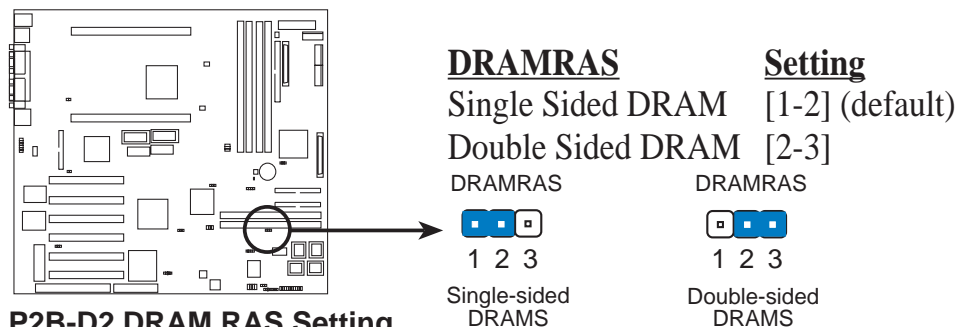 DRAMRAS Setting
Single Sided DRAM [1-2] (default)
Double Sided DRAM [2-3]
DRAMRAS DRAMRAS
1 2 3 1 2 3
Single-sided Double-sided
DRAMS DRAMS
P2B-D2 DRAM RAS Setting